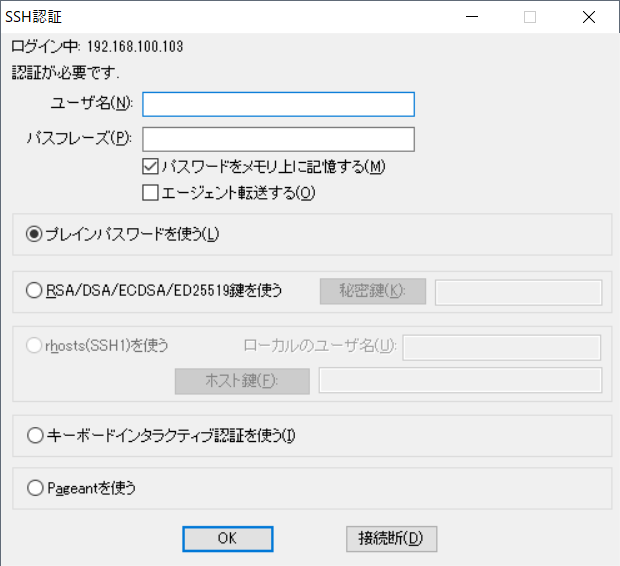 SSH認証
ログイン中: 192.168.100.103
認証が必要です.
ユーザ名(N):
パスフレーズ(P):
パスワードをメモリ上に記憶する(M)
エージェント転送する(O)
プレインパスワードを使う(L)
RSA/DSA/ECDSA/ED25519鍵を使う 秘密鍵(K):
rhosts(SSH1)を使う ローカルのユーザ名(U):
ホスト鍵(F):
キーボードインタラクティブ認証を使う(I)
Pageantを使う
OK 接続断(D)